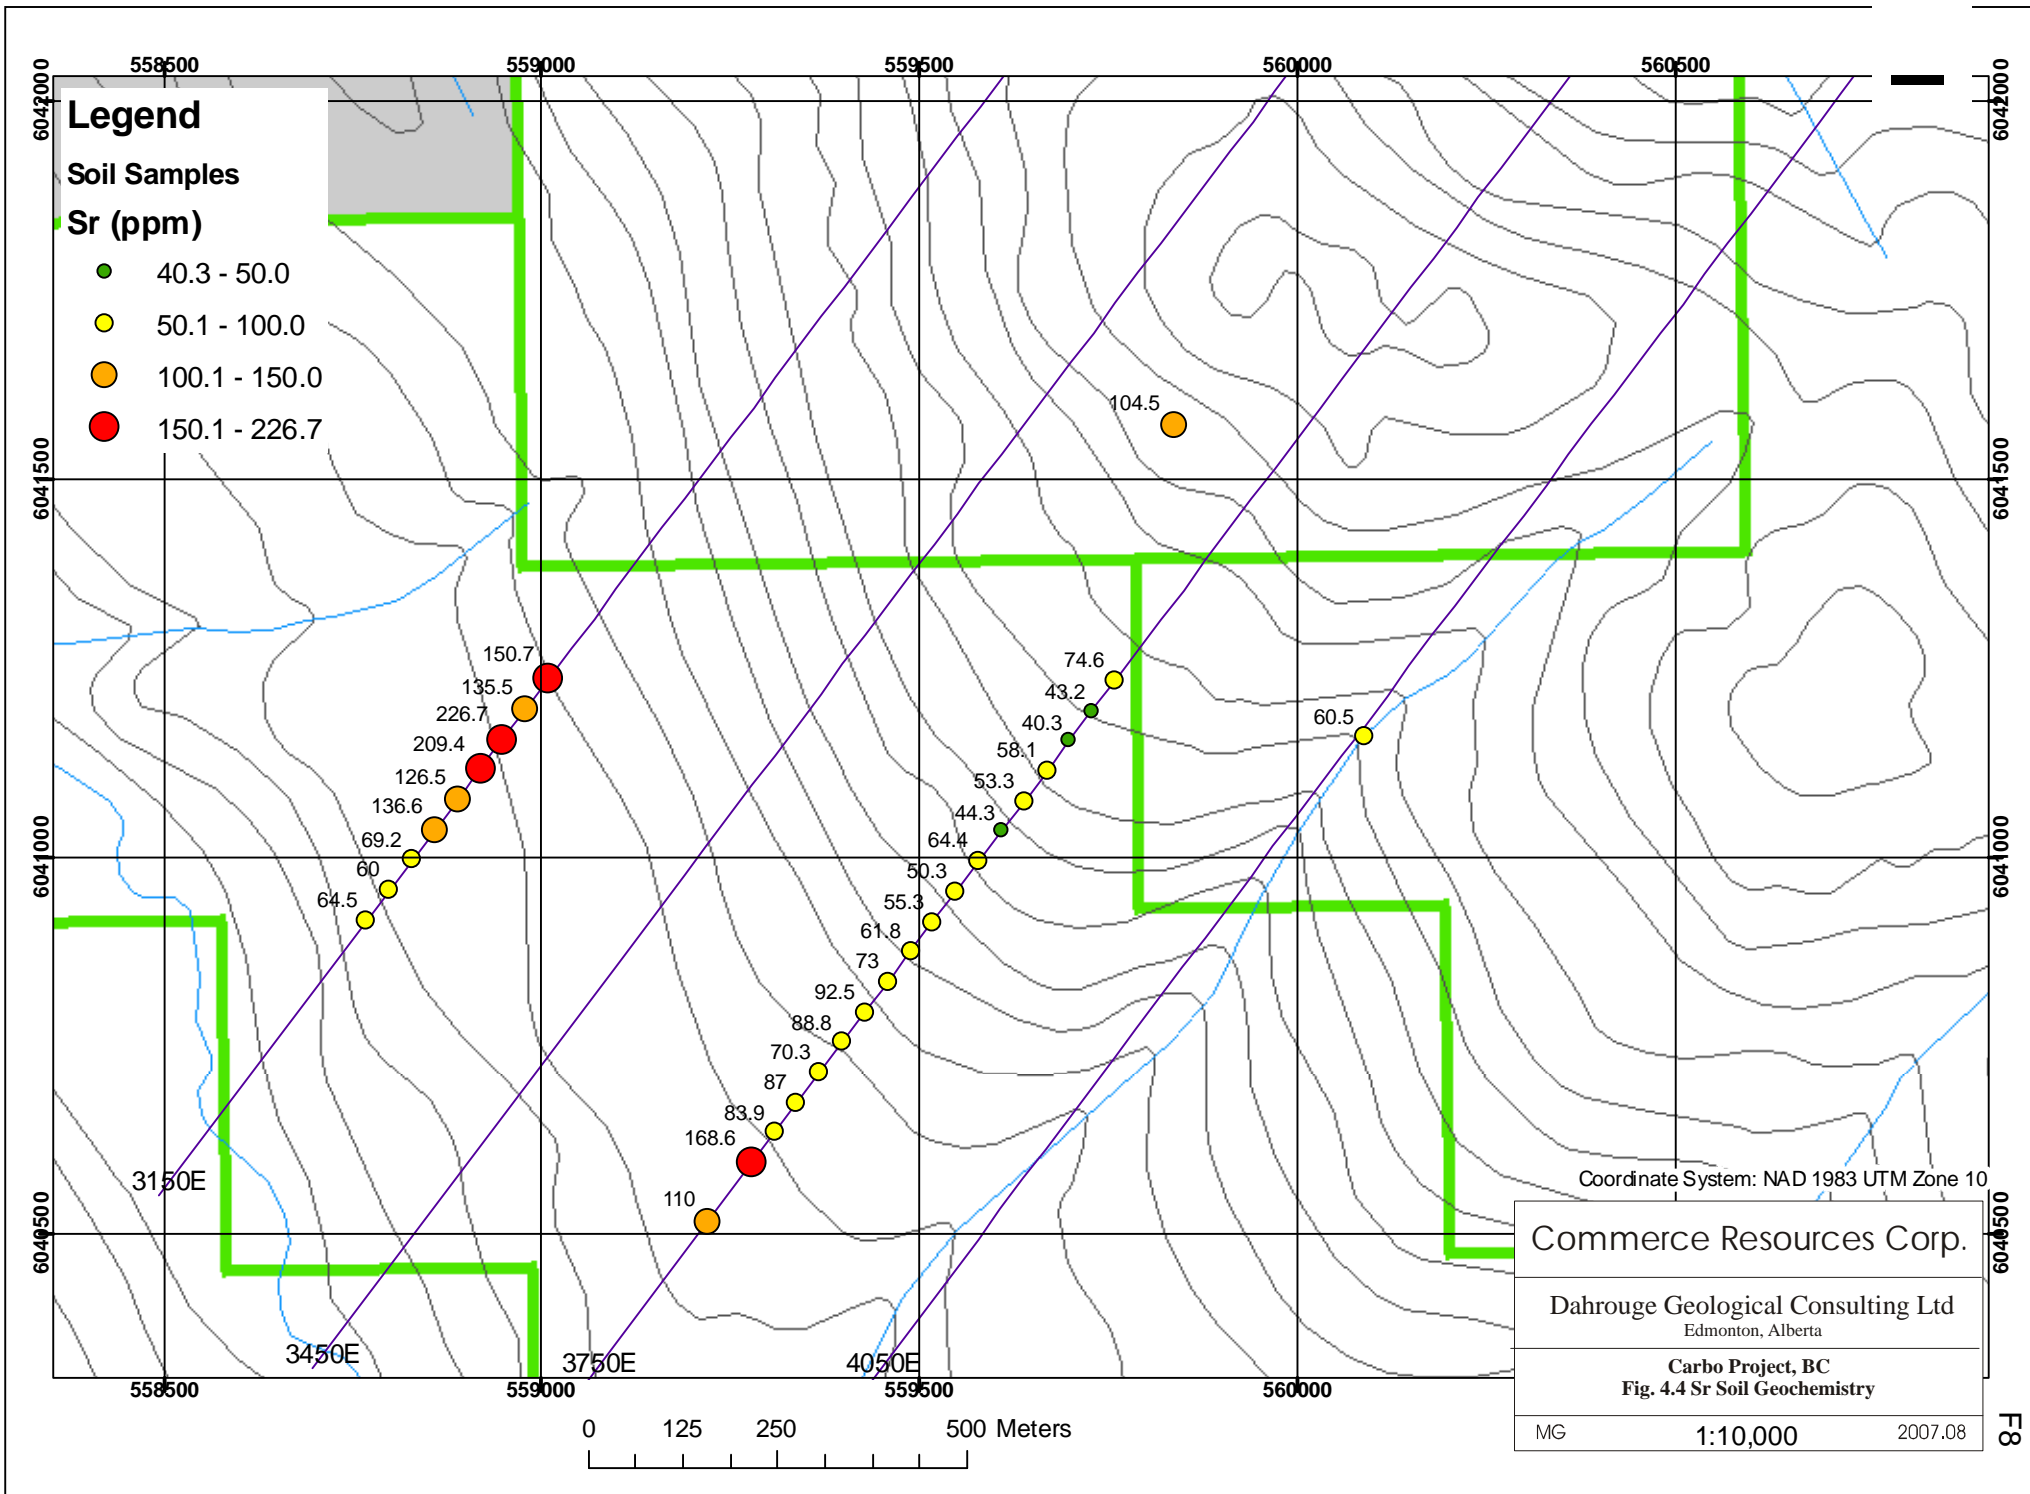 558500 559000 559500 560000 560500
6042000 6042000
Legend
Soil Samples
Sr (ppm)
40.3 - 50.0
50.1 - 100.0
100.1 - 150.0
150.1 - 226.7
104.5
6041500 6041500
150.7
74.6
135.5
43.2
226.7
60.5
40.3
209.4
58.1
126.5
53.3
136.6
44.3
69.2
64.4
60
50.3
6041000 6041000
64.5
55.3
61.8
73
92.5
88.8
70.3
87
83.9
168.6
3150E
110
6040500 6040500
3450E
3750E
4050E
558500 559000 559500 560000
0 125 250 500 Meters
Coordinate System: NAD 1983 UTM Zone 10
Commerce Resources Corp.
Dahrouge Geological Consulting Ltd
Edmonton, Alberta
Carbo Project, BC
Fig. 4.4 Sr Soil Geochemistry
MG 1:10,000 2007.08
F8